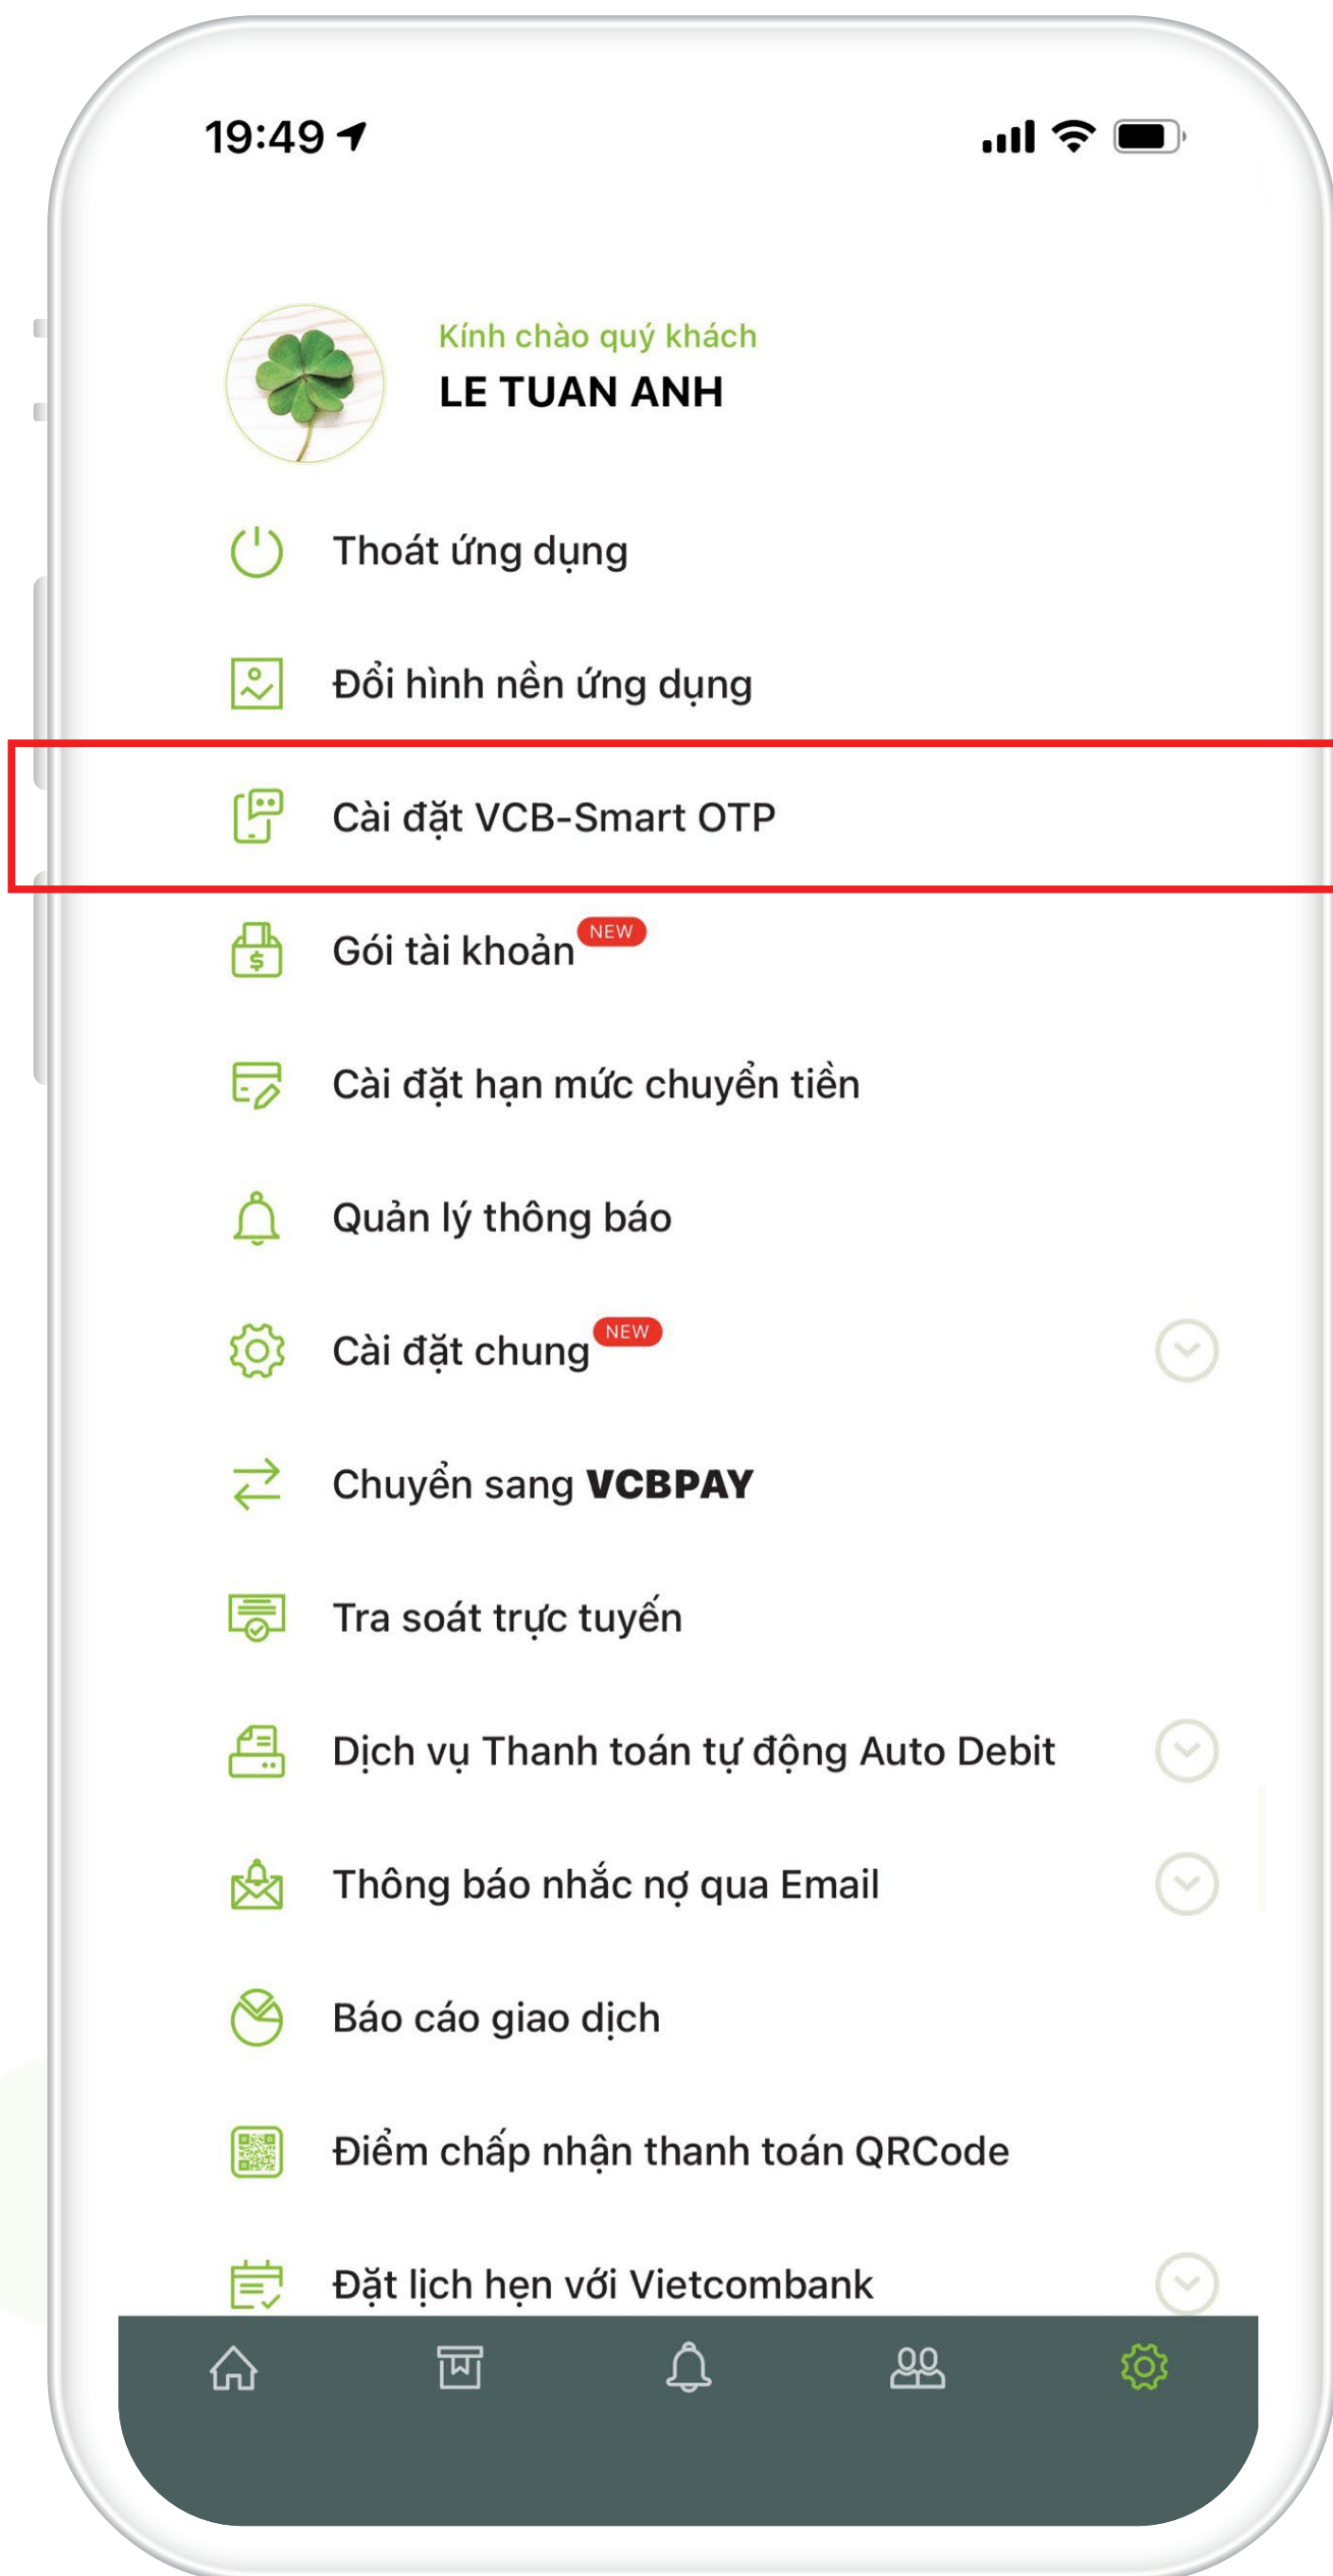 19:49
Kính chào quý khách
LE TUAN ANH
Thoát ứng dụng
Đổi hình nền ứng dụng
Cài đặt VCB-Smart OTP
Gói tài khoản NEW
Cài đặt hạn mức chuyển tiền
Quản lý thông báo
Cài đặt chung NEW
Chuyển sang VCBPAY
Tra soát trực tuyến
Dịch vụ Thanh toán tự động Auto Debit
Thông báo nhắc nợ qua Email
Báo cáo giao dịch
Điểm chấp nhận thanh toán QRCode
Đặt lịch hẹn với Vietcombank